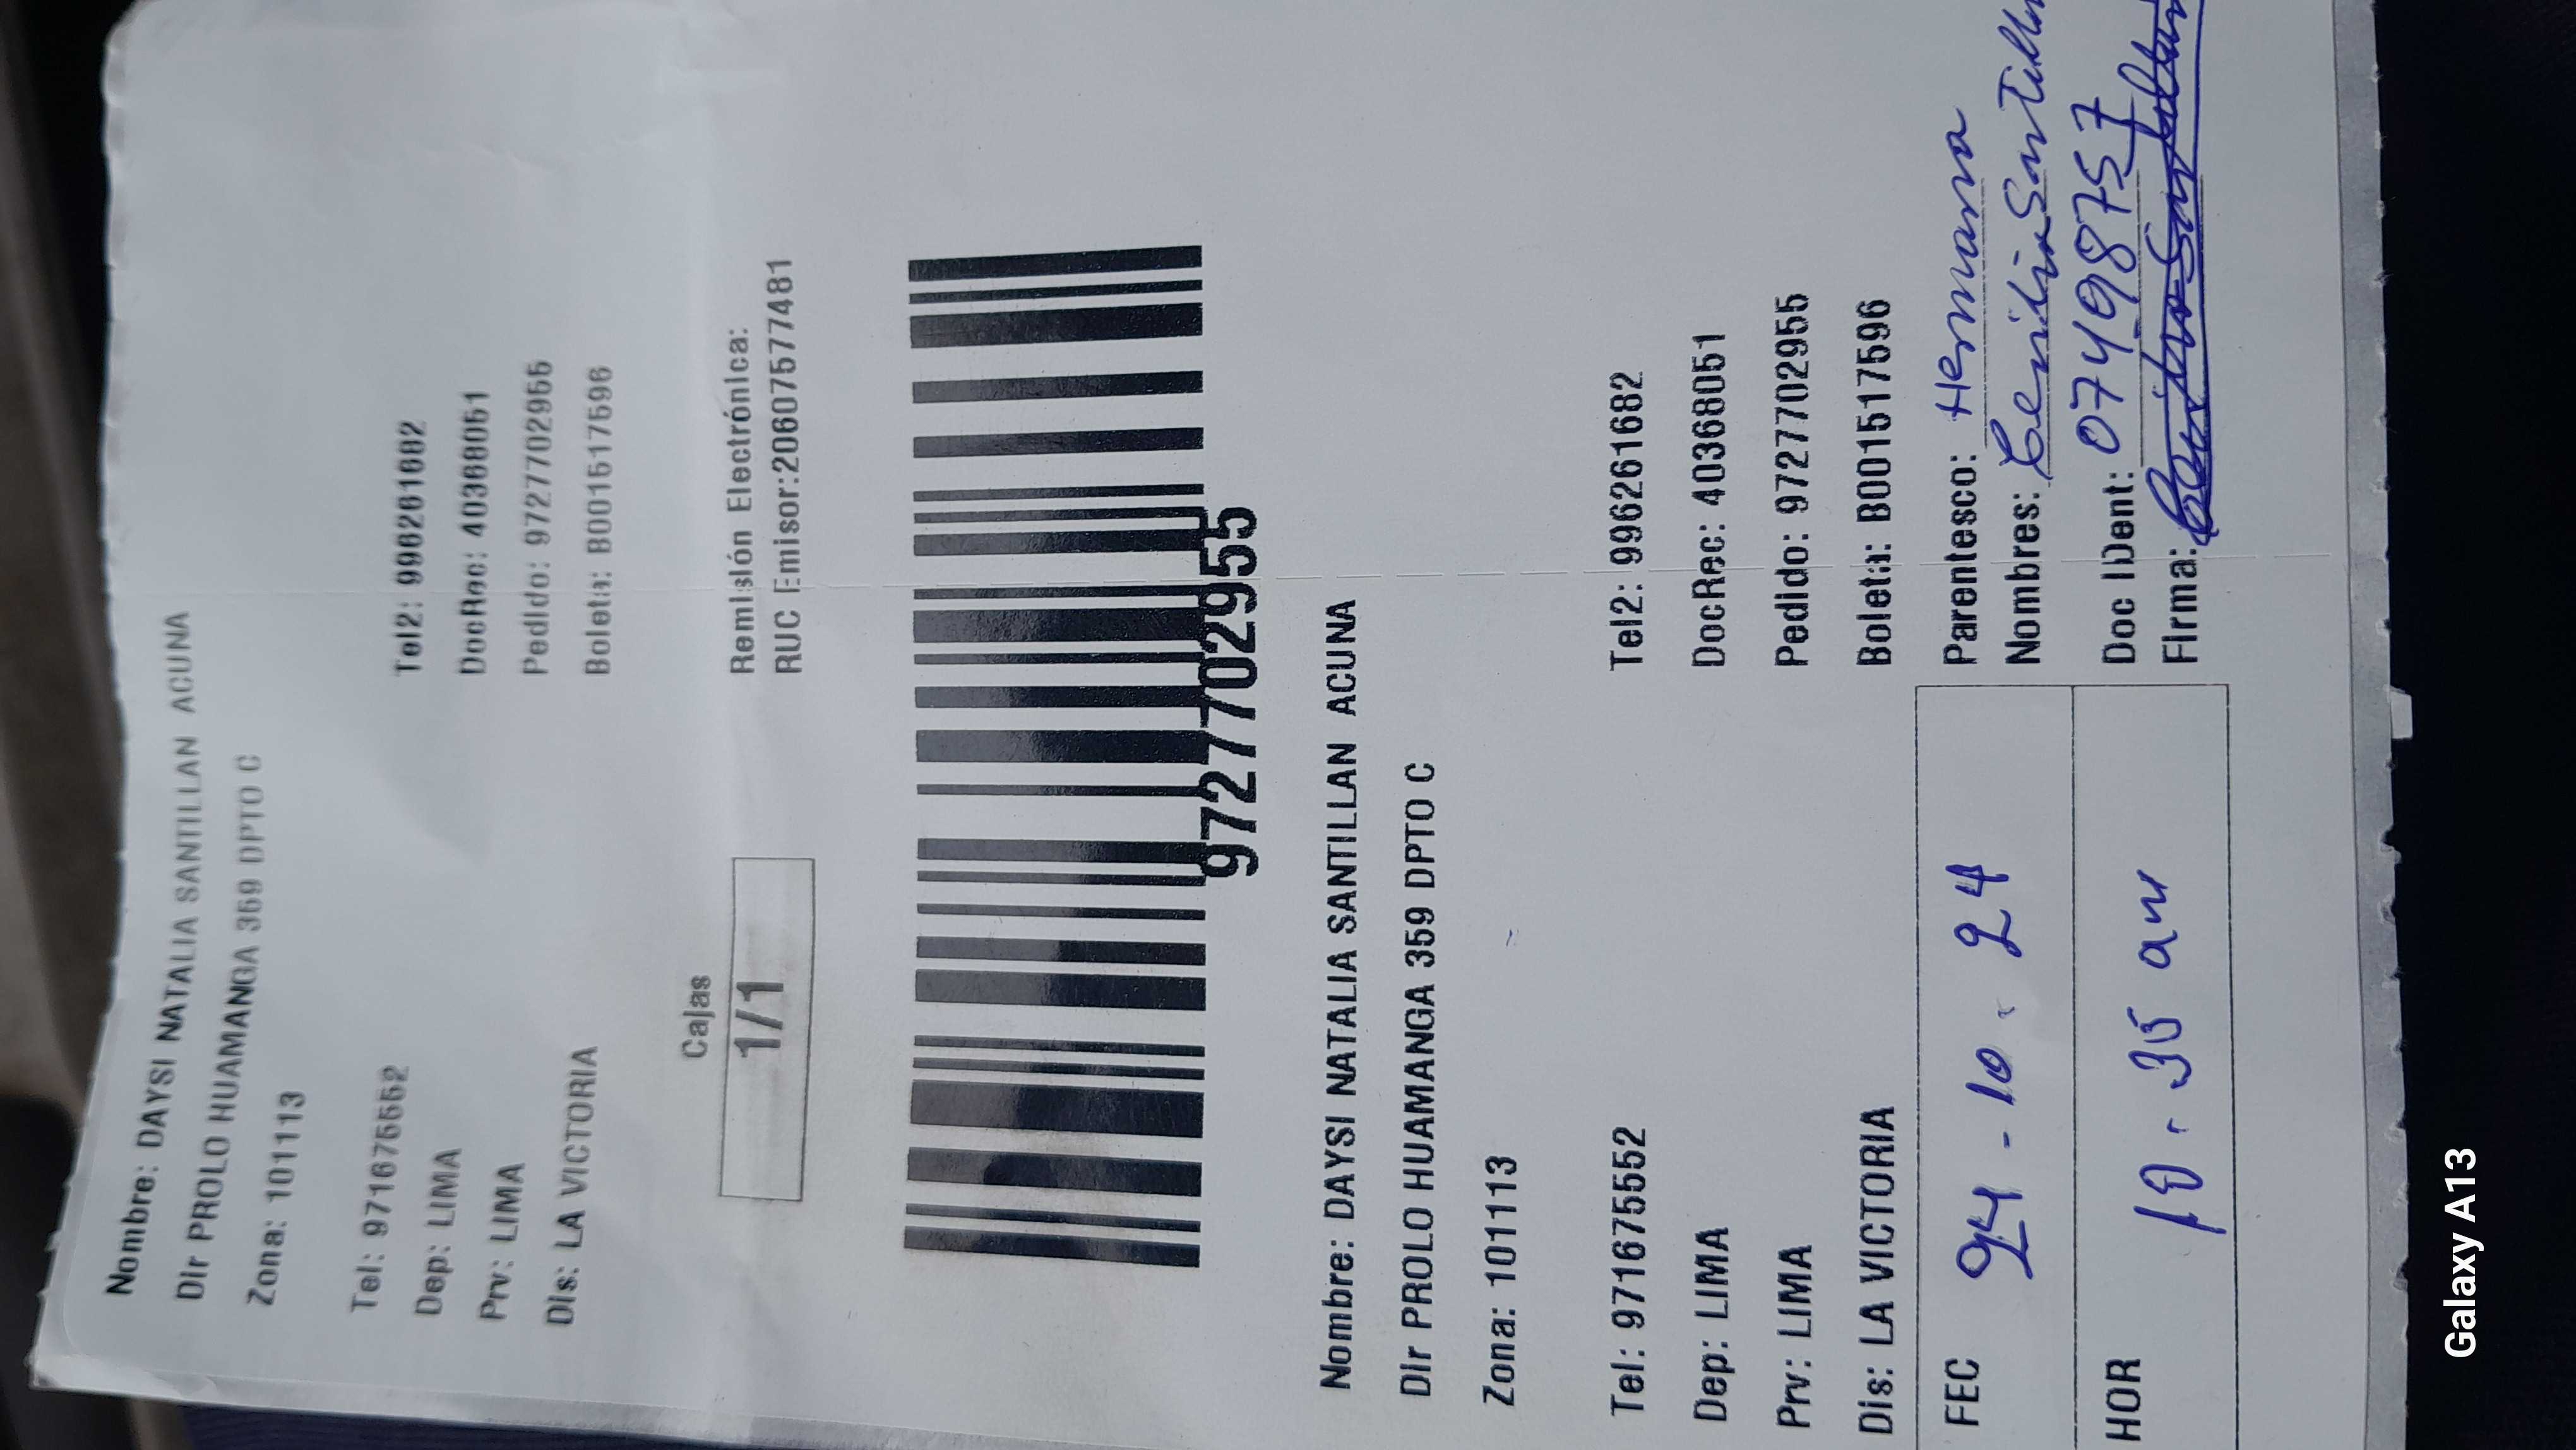 Nombre: DAYSI NATALIA SANTILLAN ACUNA
Dir PROLO HUAMANGA 359 DPTO C
Zona: 101113
Tel: 971675552 Tel2: 996261682
Dep: LIMA DocRec: 40368051
Prv: LIMA Pedido: 9727702955
Dis: LA VICTORIA Boleta: B001517596
Cajas Remisión Electrónica:
1/1 RUC Emisor:20607577481
9727702955
Nombre: DAYSI NATALIA SANTILLAN ACUNA
Dir PROLO HUAMANGA 359 DPTO C
Zona: 101113
Tel: 971675552 Tel2: 996261682
Dep: LIMA DocRec: 40368051
Prv: LIMA Pedido: 9727702955
Dis: LA VICTORIA Boleta: B001517596
FEC 24-10.24 Parentesco: Hermana
Nombres:
HOR 10.35 am Doc IDent: 07498757
Firma:
Galaxy A13